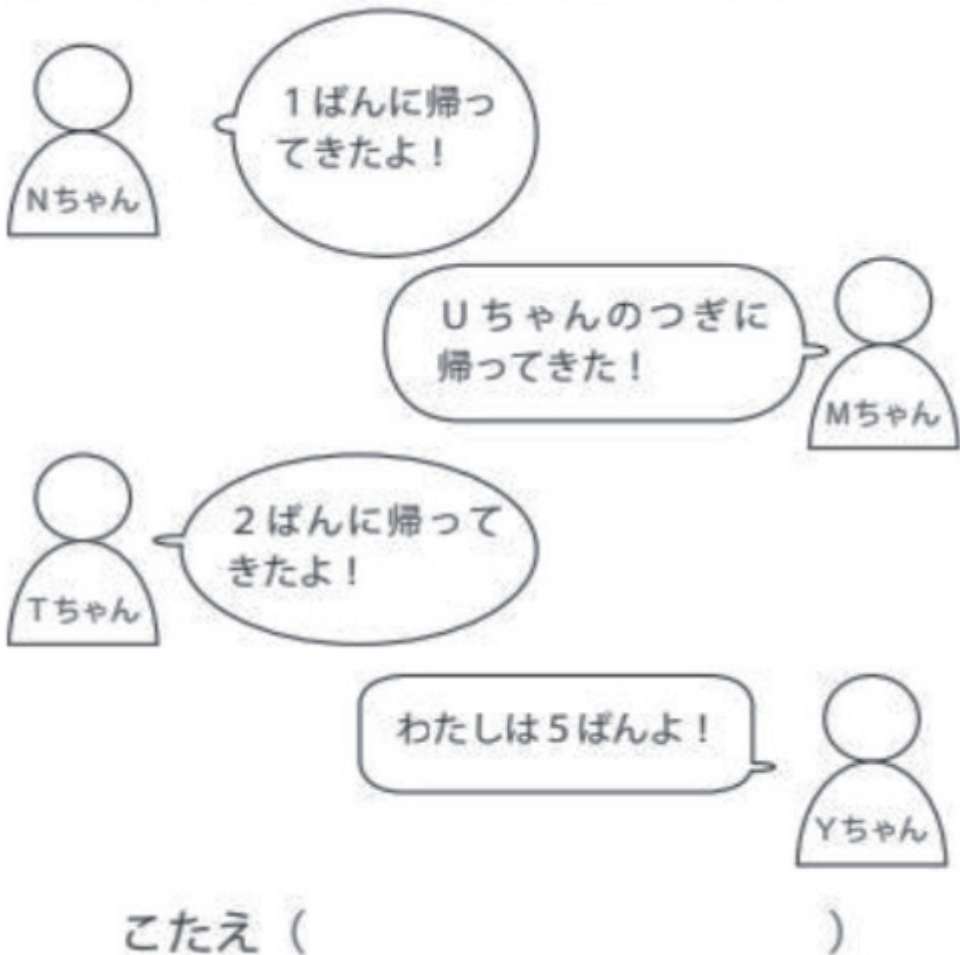 1ばんに帰っ
てきたよ！
Nちゃん
Uちゃんのつぎに
帰ってきた！
Mちゃん
2ばんに帰って
きたよ！
Tちゃん
わたしは5ばんよ！
Yちゃん
こたえ（　　　　　　　　）